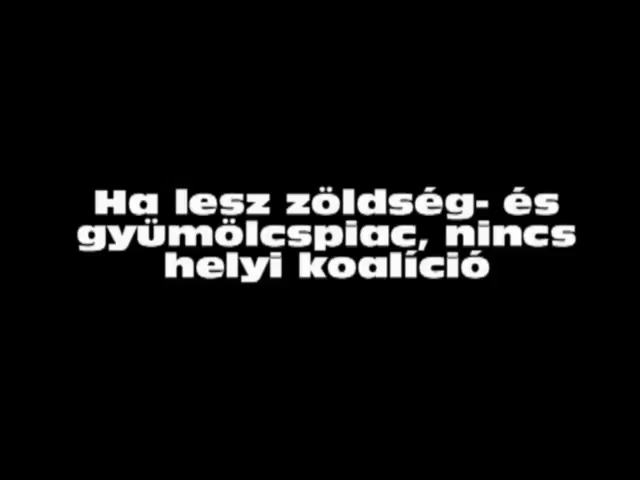 Ha lesz zöldség- és
gyümölcspiac, nincs
helyi koalíció